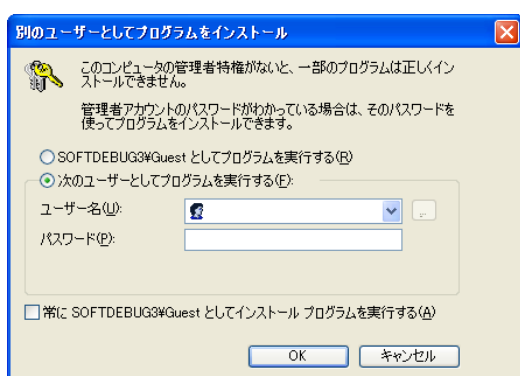 別のユーザーとしてプログラムをインストール
このコンピュータの管理者特権がないと、一部のプログラムは正しくイン
ストールできません。
管理者アカウントのパスワードがわかっている場合は、そのパスワードを
使ってプログラムをインストールできます。
SOFTDEBUG3¥Guest としてプログラムを実行する(R)
次のユーザーとしてプログラムを実行する(F):
ユーザー名(U):
パスワード(P):
常に SOFTDEBUG3¥Guest としてインストール プログラムを実行する(A)
OK キャンセル